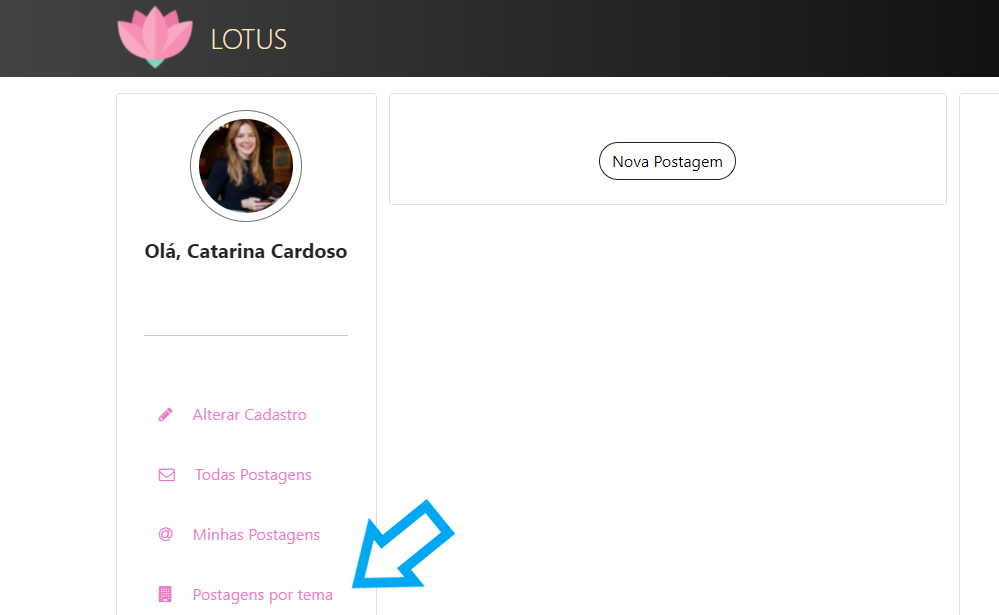 LOTUS
Olá, Catarina Cardoso
Alterar Cadastro
Todas Postagens
Minhas Postagens
Postagens por tema
Nova Postagem